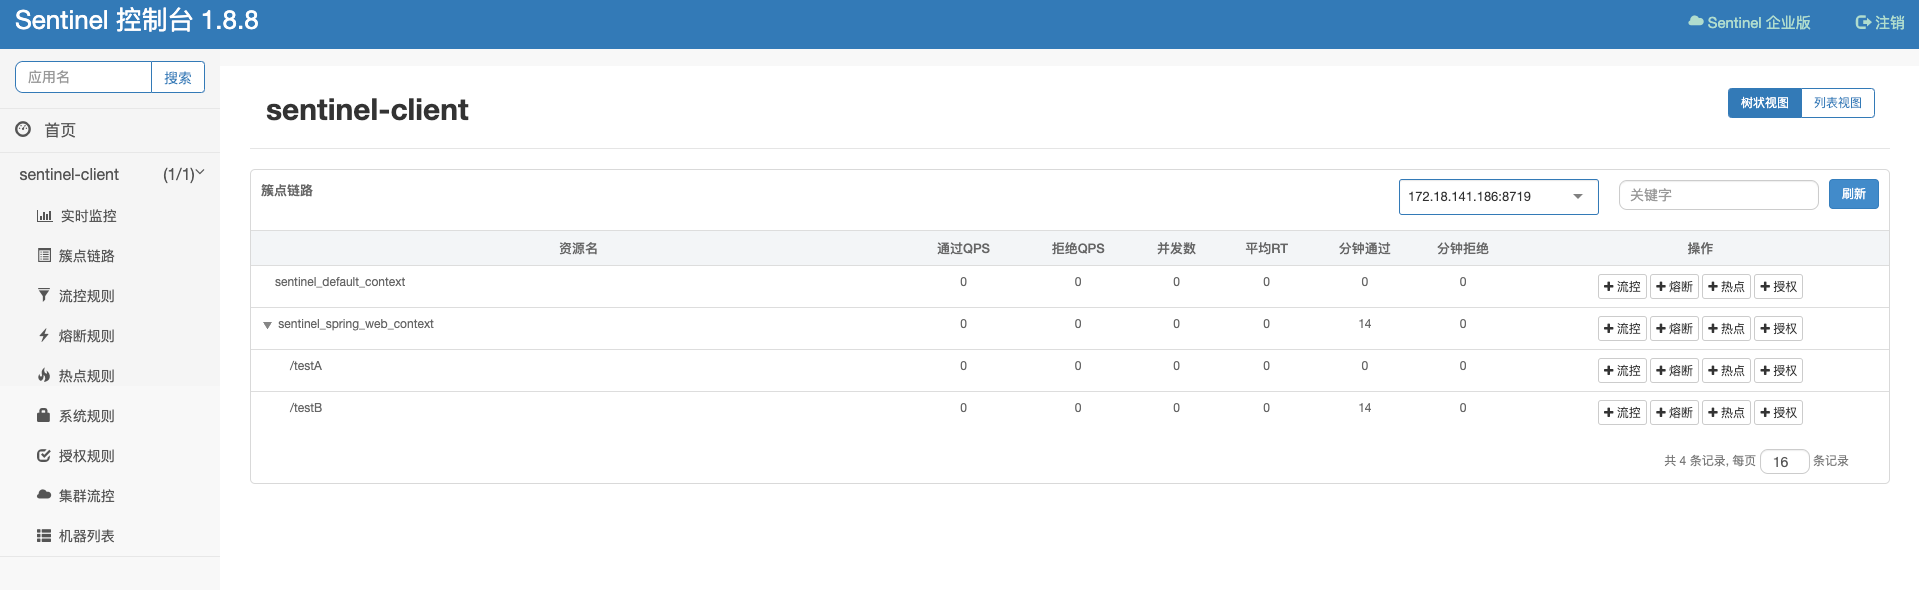 Sentinel 控制台 1.8.8
Sentinel 企业版
注销
应用名
搜索
首页
sentinel-client (1/1)
实时监控
簇点链路
流控规则
熔断规则
热点规则
系统规则
授权规则
集群流控
机器列表
sentinel-client
树状视图 列表视图
簇点链路
172.18.141.186:8719
关键字
刷新
资源名 通过QPS 拒绝QPS 并发数 平均RT 分钟通过 分钟拒绝 操作
sentinel_default_context 0 0 0 0 0 0 流控 熔断 热点 授权
sentinel_spring_web_context 0 0 0 0 14 0 流控 熔断 热点 授权
/testA 0 0 0 0 0 0 流控 熔断 热点 授权
/testB 0 0 0 0 14 0 流控 熔断 热点 授权
共 4 条记录, 每页 16 条记录